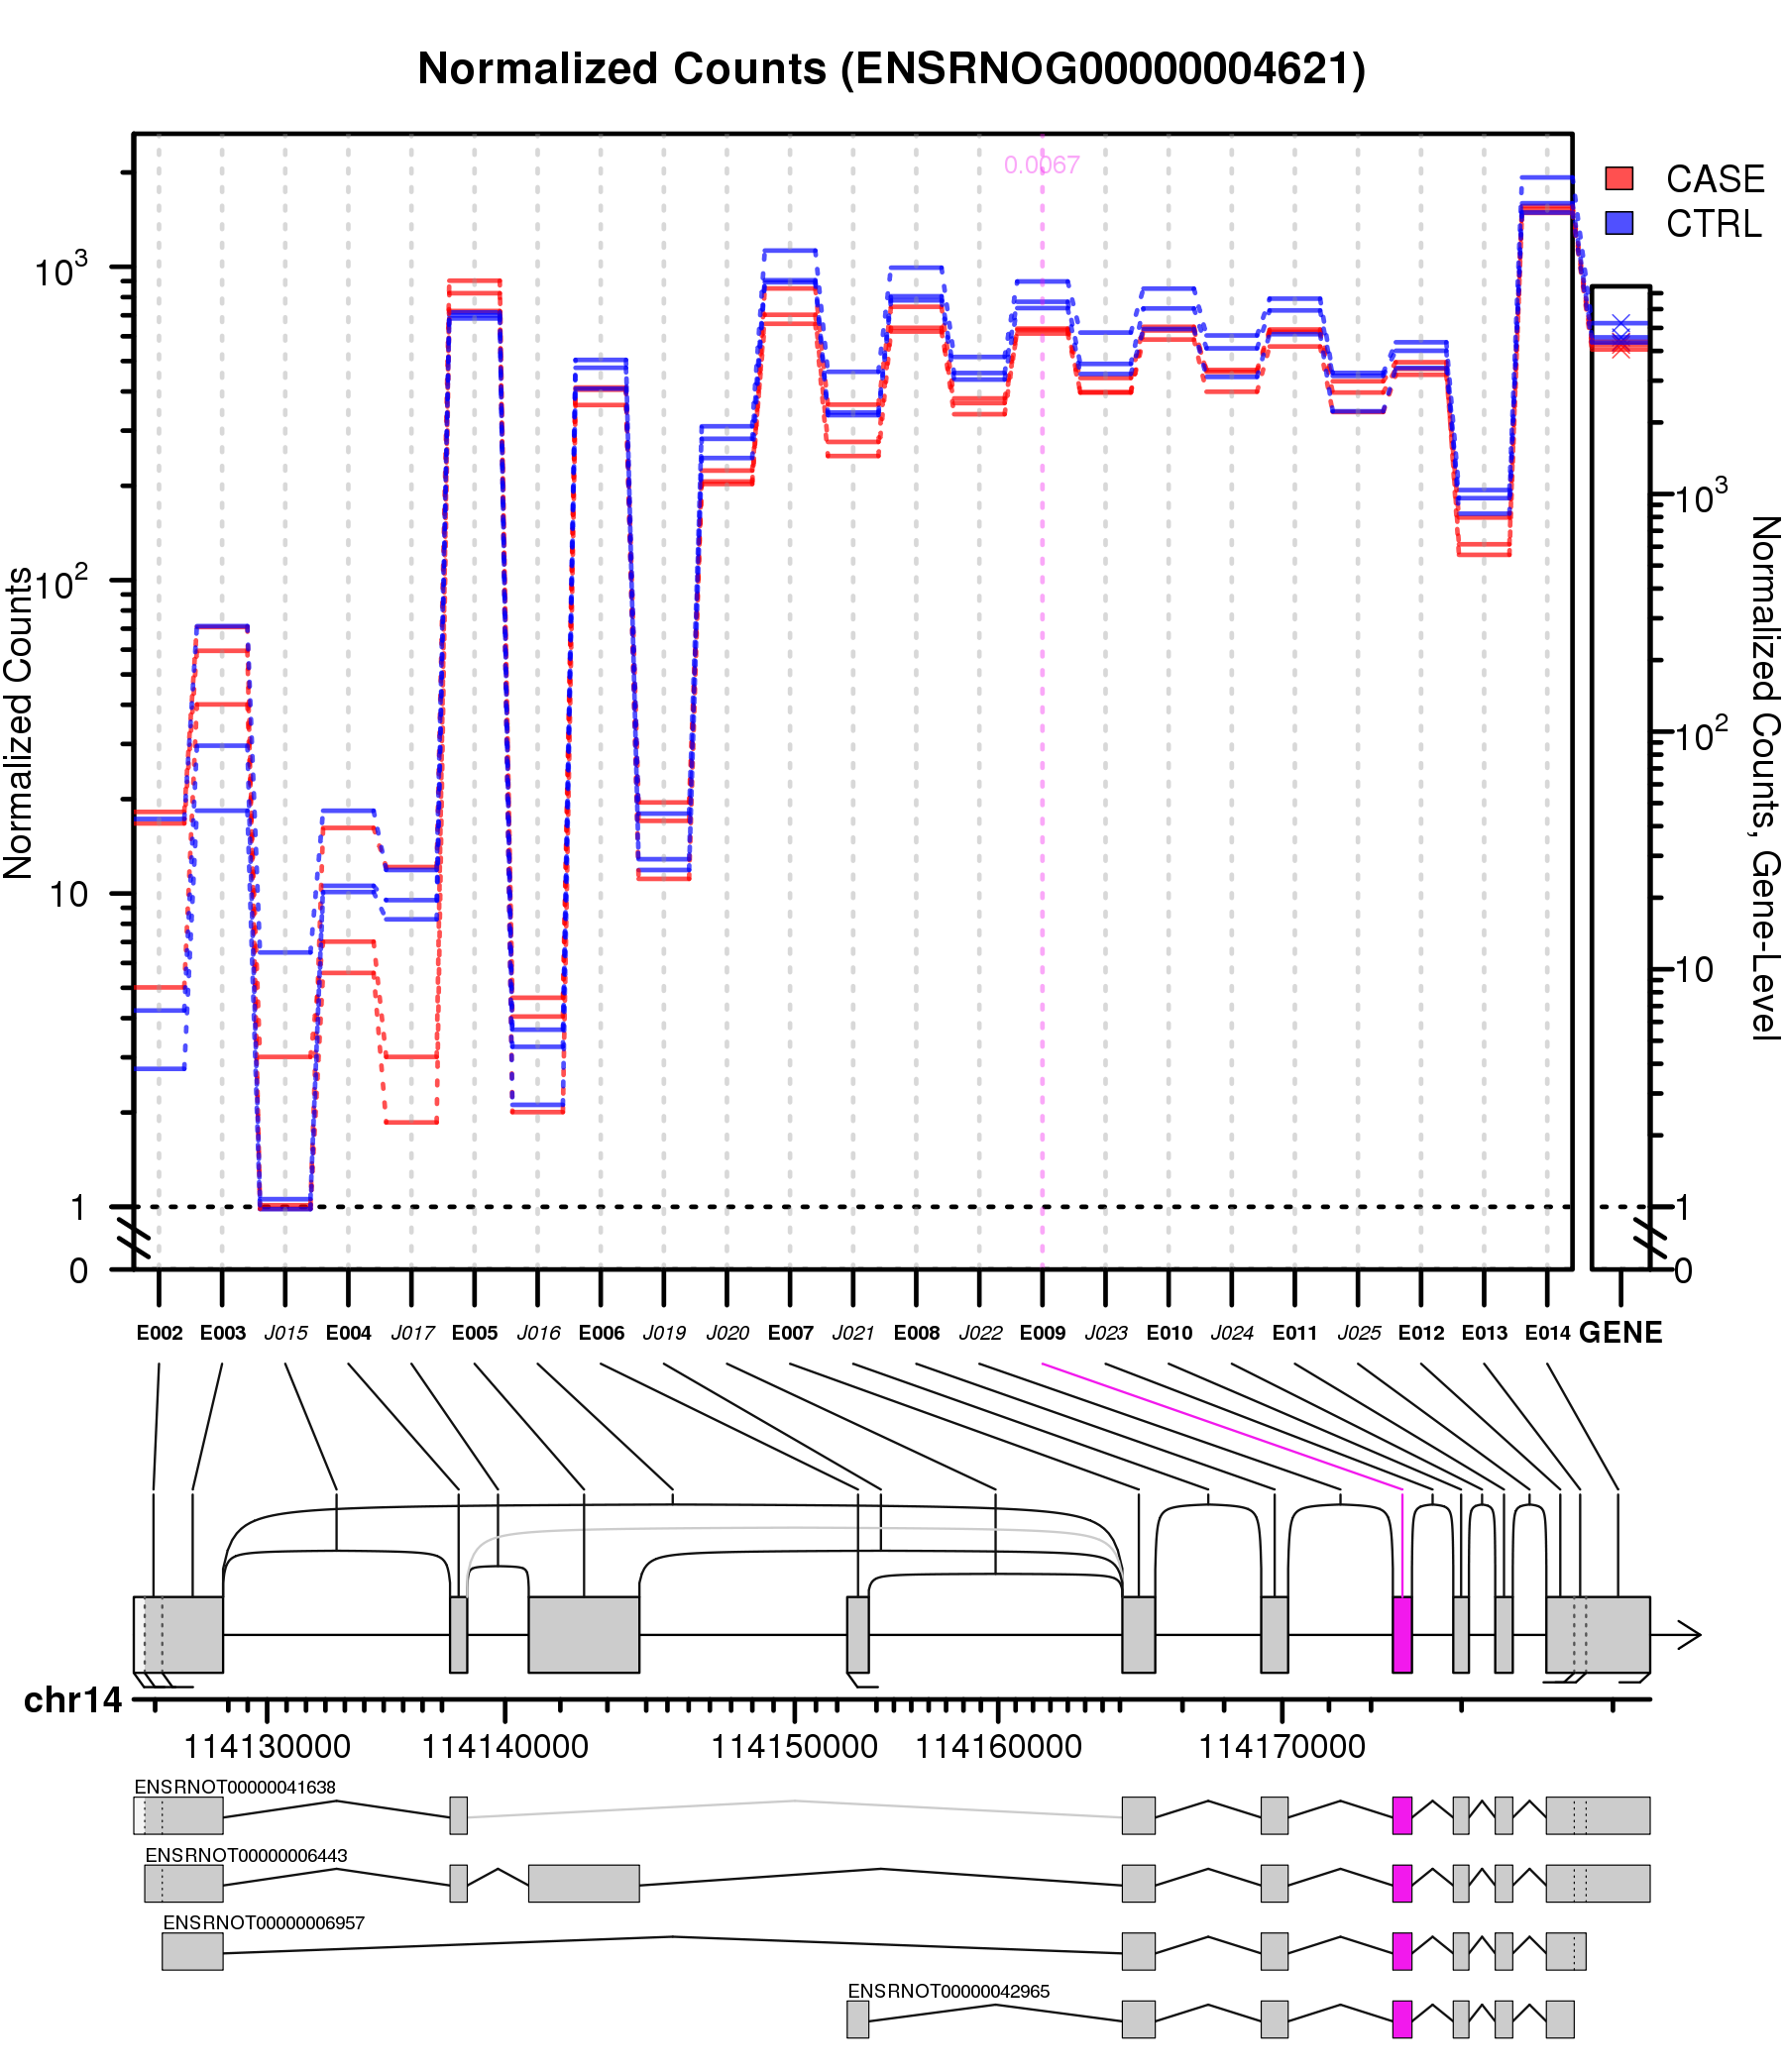 Normalized Counts (ENSRNOG00000004621)
0.0067
CASE
CTRL
Normalized Counts
10³
10²
10
1
0
Normalized Counts, Gene-Level
10³
10²
10
1
0
E002 E003 J015 E004 J017 E005 J016 E006 J019 J020 E007 J021 E008 J022 E009 J023 E010 J024 E011 J025 E012 E013 E014 GENE
chr14
114130000 114140000 114150000 114160000 114170000
ENSRNOT00000041638
ENSRNOT00000006443
ENSRNOT00000006957
ENSRNOT00000042965